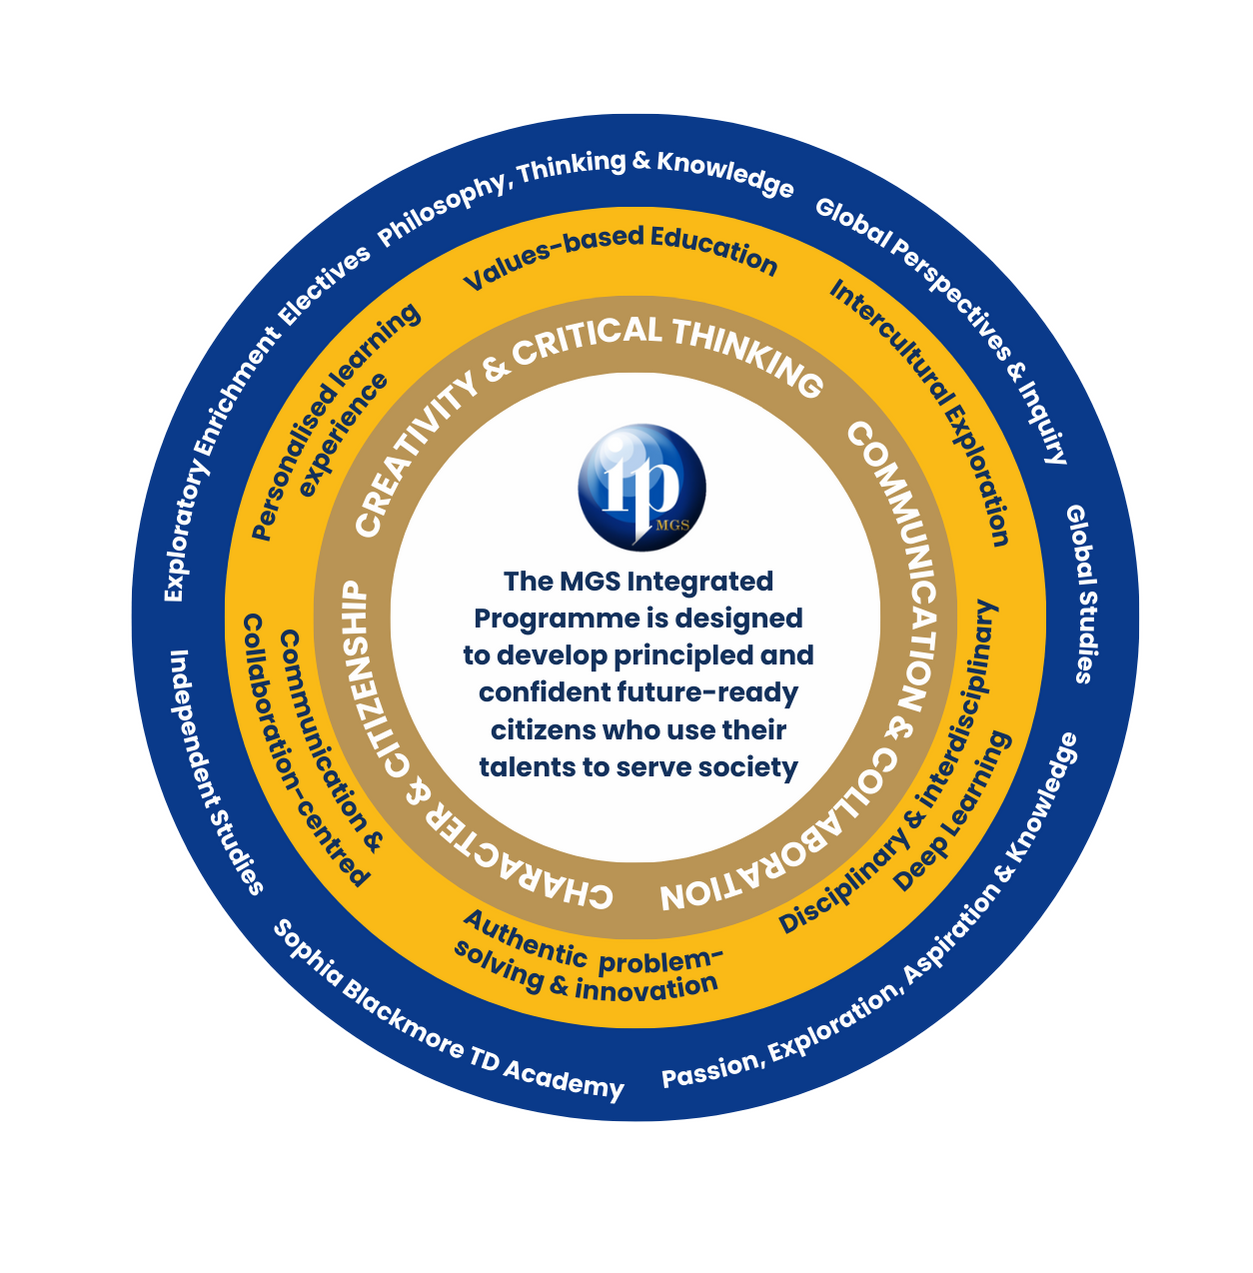 Philosophy, Thinking & Knowledge
Global Perspectives & Inquiry
Global Studies
Passion, Exploration, Aspiration & Knowledge
Sophia Blackmore TD Academy
Independent Studies
Exploratory Enrichment Electives
Values-based Education
Intercultural Exploration
Disciplinary & interdisciplinary
Deep Learning
Authentic problem-
solving & innovation
Communication &
Collaboration-centred
Personalised learning
experience
CREATIVITY & CRITICAL THINKING
COMMUNICATION & COLLABORATION
CHARACTER & CITIZENSHIP
ip
MGS
The MGS Integrated
Programme is designed
to develop principled and
confident future-ready
citizens who use their
talents to serve society